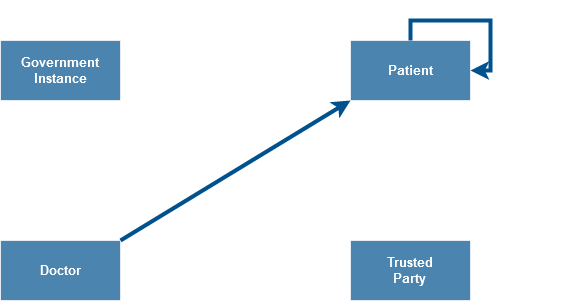 Government
Instance
Patient
Doctor
Trusted
Party